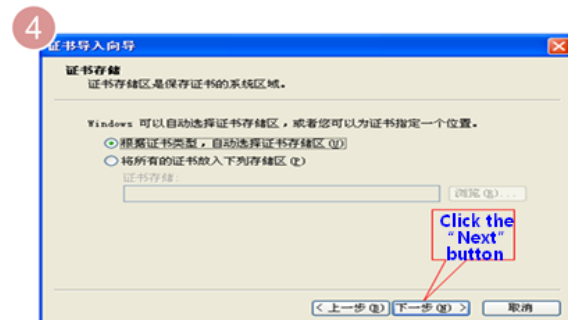 4
证书导入向导
证书存储
证书存储区是保存证书的系统区域。
Windows 可以自动选择证书存储区，或者您可以为证书指定一个位置。
根据证书类型，自动选择证书存储区(U)
将所有的证书放入下列存储区(P)
证书存储:
浏览(R)...
Click the
“Next”
button
< 上一步(B) 下一步(N) > 取消